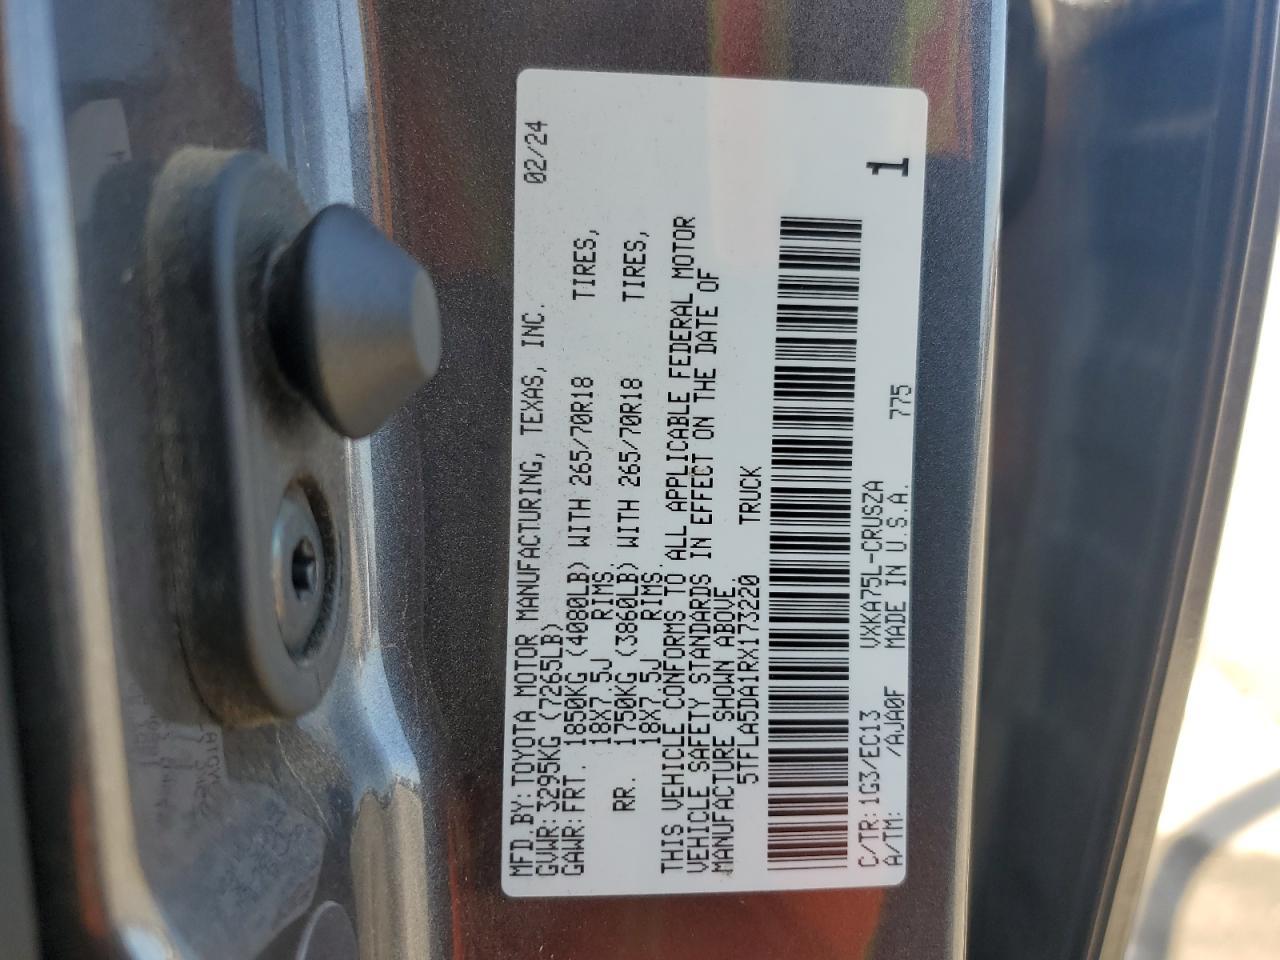 MFD.BY: TOYOTA MOTOR MANUFACTURING, TEXAS, INC. 02/24
GVWR: 3295KG (7265LB)
GAWR: FRT. 1850KG (4080LB) WITH 265/70R18 TIRES,
18X7.5J RIMS.
RR. 1750KG (3860LB) WITH 265/70R18 TIRES,
18X7.5J RIMS.
THIS VEHICLE CONFORMS TO ALL APPLICABLE FEDERAL MOTOR
VEHICLE SAFETY STANDARDS IN EFFECT ON THE DATE OF
MANUFACTURE SHOWN ABOVE.
5TFLA5DA1RX173220 TRUCK
1
C/TR: 1G3/EC13 VXKA75L-CRUSZA
A/TM: /AJA0F MADE IN U.S.A. 775